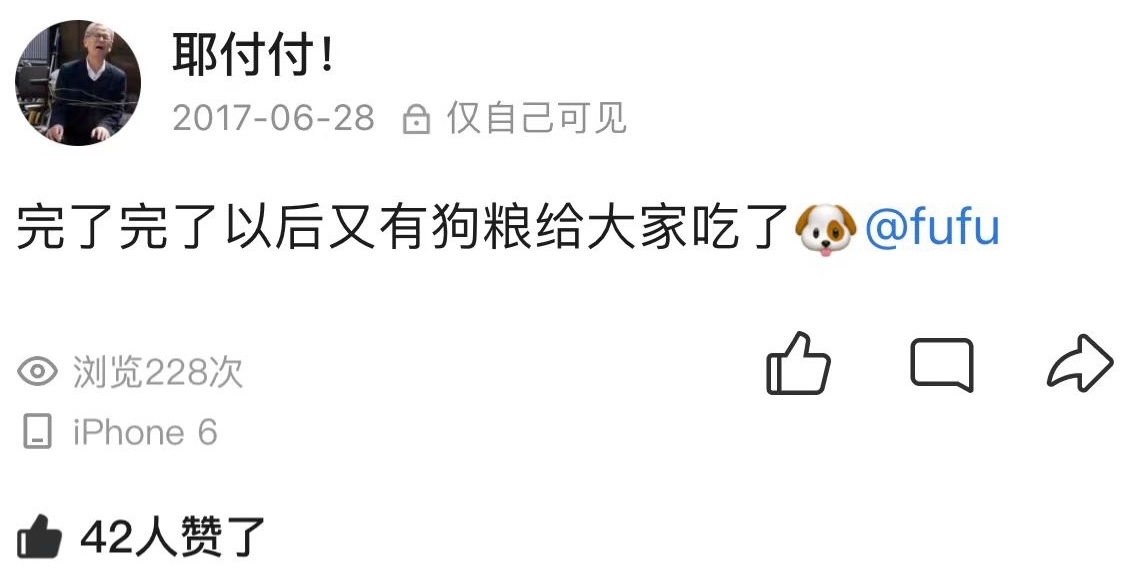 耶付付！
2017-06-28 仅自己可见
完了完了以后又有狗粮给大家吃了🐶@fufu
浏览228次
iPhone 6
42人赞了